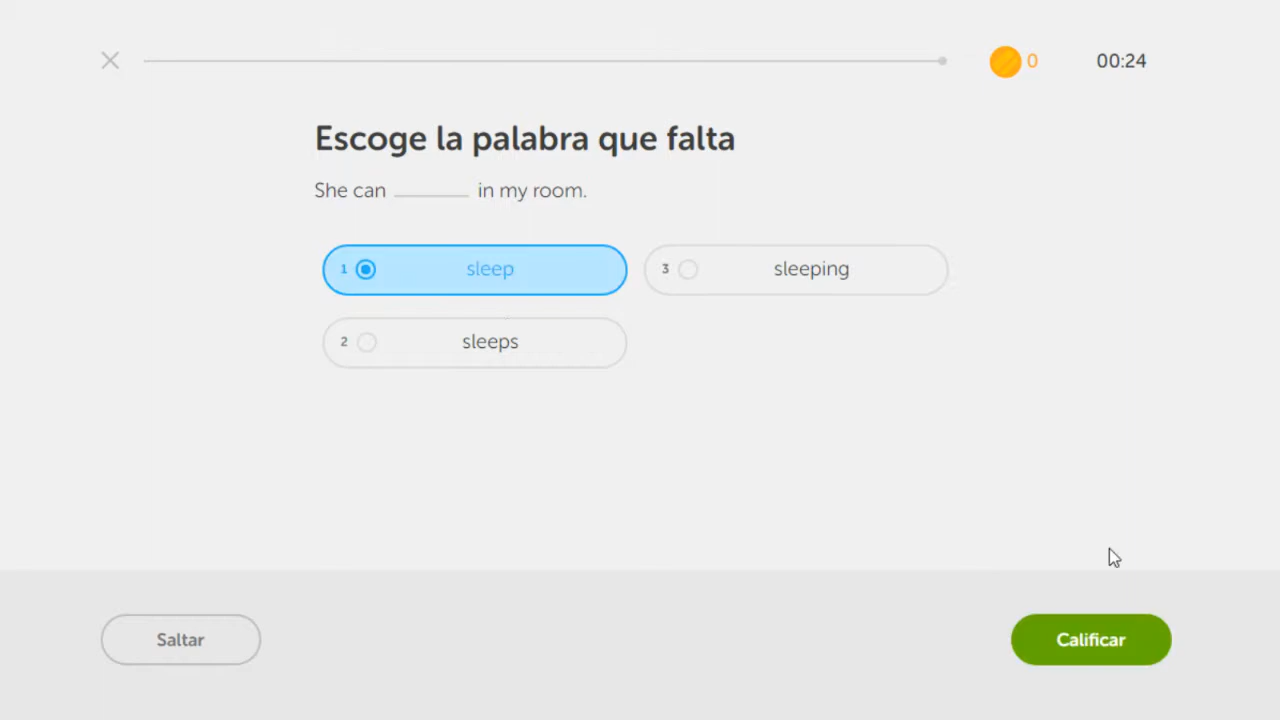 0 00:24
Escoge la palabra que falta
She can ________ in my room.
1 sleep
3 sleeping
2 sleeps
Saltar
Calificar